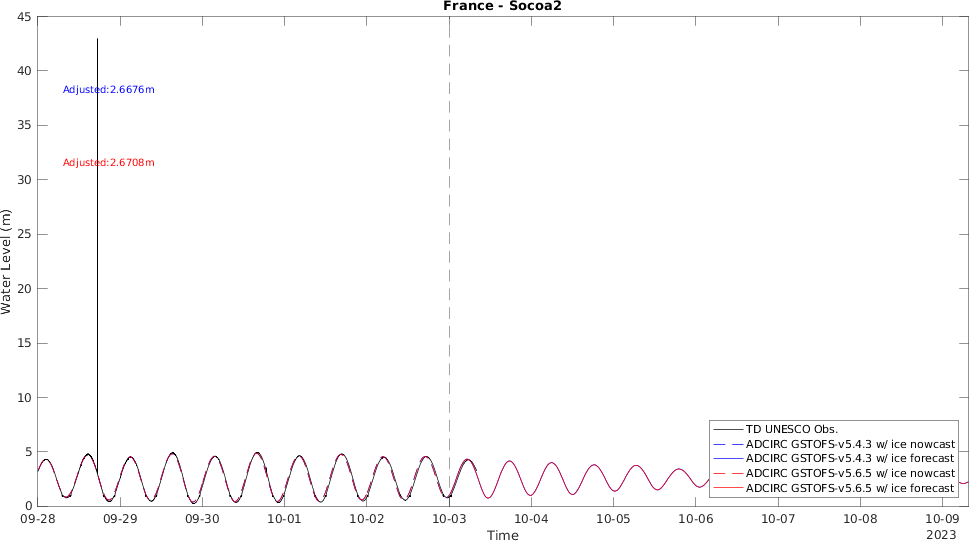 France - Socoa2
45
40
35
30
25
20
15
10
5
0
Water Level (m)
Adjusted:2.6676m
Adjusted:2.6708m
TD UNESCO Obs.
ADCIRC GSTOFS-v5.4.3 w/ ice nowcast
ADCIRC GSTOFS-v5.4.3 w/ ice forecast
ADCIRC GSTOFS-v5.6.5 w/ ice nowcast
ADCIRC GSTOFS-v5.6.5 w/ ice forecast
09-28 09-29 09-30 10-01 10-02 10-03 10-04 10-05 10-06 10-07 10-08 10-09
2023
Time